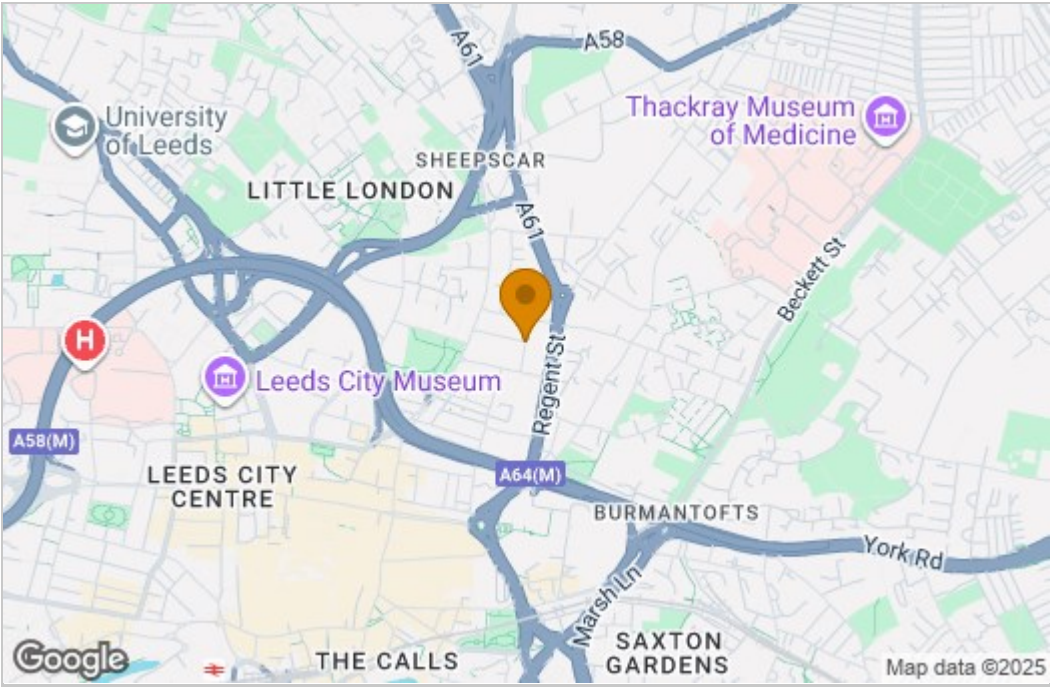 A61
A58
University
of Leeds
Thackray Museum
of Medicine
SHEEPSCAR
LITTLE LONDON
A61
Beckett St
H
Leeds City Museum
Regent St
A58(M)
LEEDS CITY
CENTRE
A64(M)
BURMANTOFTS
York Rd
Marsh Ln
SAXTON
GARDENS
THE CALLS
Google
Map data ©2025